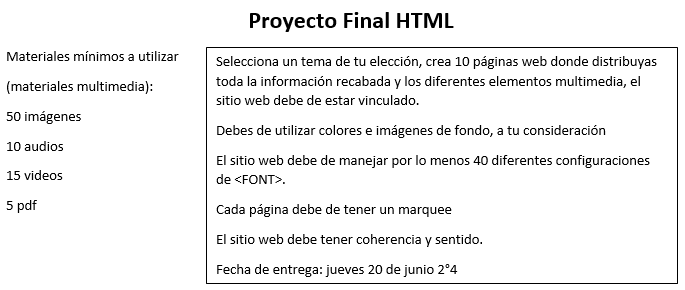 Proyecto Final HTML
Materiales mínimos a utilizar
(materiales multimedia):
50 imágenes
10 audios
15 videos
5 pdf
Selecciona un tema de tu elección, crea 10 páginas web donde distribuyas
toda la información recabada y los diferentes elementos multimedia, el
sitio web debe de estar vinculado.
Debes de utilizar colores e imágenes de fondo, a tu consideración
El sitio web debe de manejar por lo menos 40 diferentes configuraciones
de <FONT>.
Cada página debe de tener un marquee
El sitio web debe tener coherencia y sentido.
Fecha de entrega: jueves 20 de junio 2°4